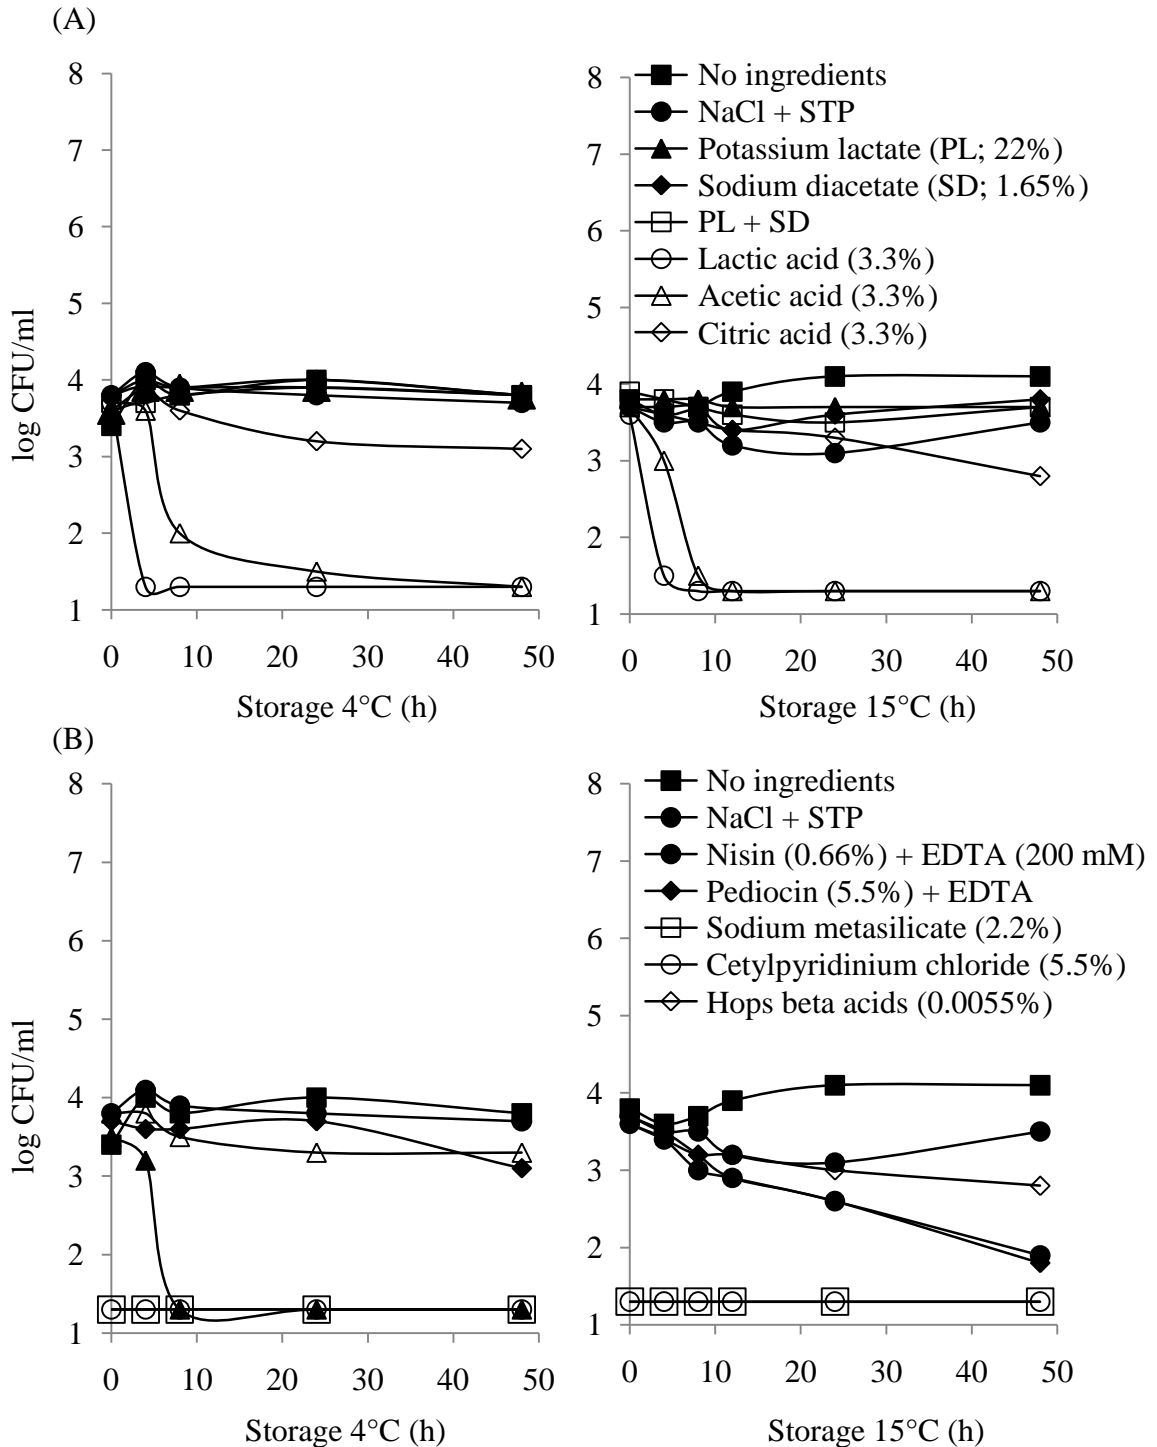 (A)
8
7
6
5
4
3
2
1
log CFU/ml
0 10 20 30 40 50
Storage 4°C (h)
8
7
6
5
4
3
2
1
No ingredients
NaCl + STP
Potassium lactate (PL; 22%)
Sodium diacetate (SD; 1.65%)
PL + SD
Lactic acid (3.3%)
Acetic acid (3.3%)
Citric acid (3.3%)
0 10 20 30 40 50
Storage 15°C (h)
(B)
8
7
6
5
4
3
2
1
log CFU/ml
0 10 20 30 40 50
Storage 4°C (h)
8
7
6
5
4
3
2
1
No ingredients
NaCl + STP
Nisin (0.66%) + EDTA (200 mM)
Pediocin (5.5%) + EDTA
Sodium metasilicate (2.2%)
Cetylpyridinium chloride (5.5%)
Hops beta acids (0.0055%)
0 10 20 30 40 50
Storage 15°C (h)